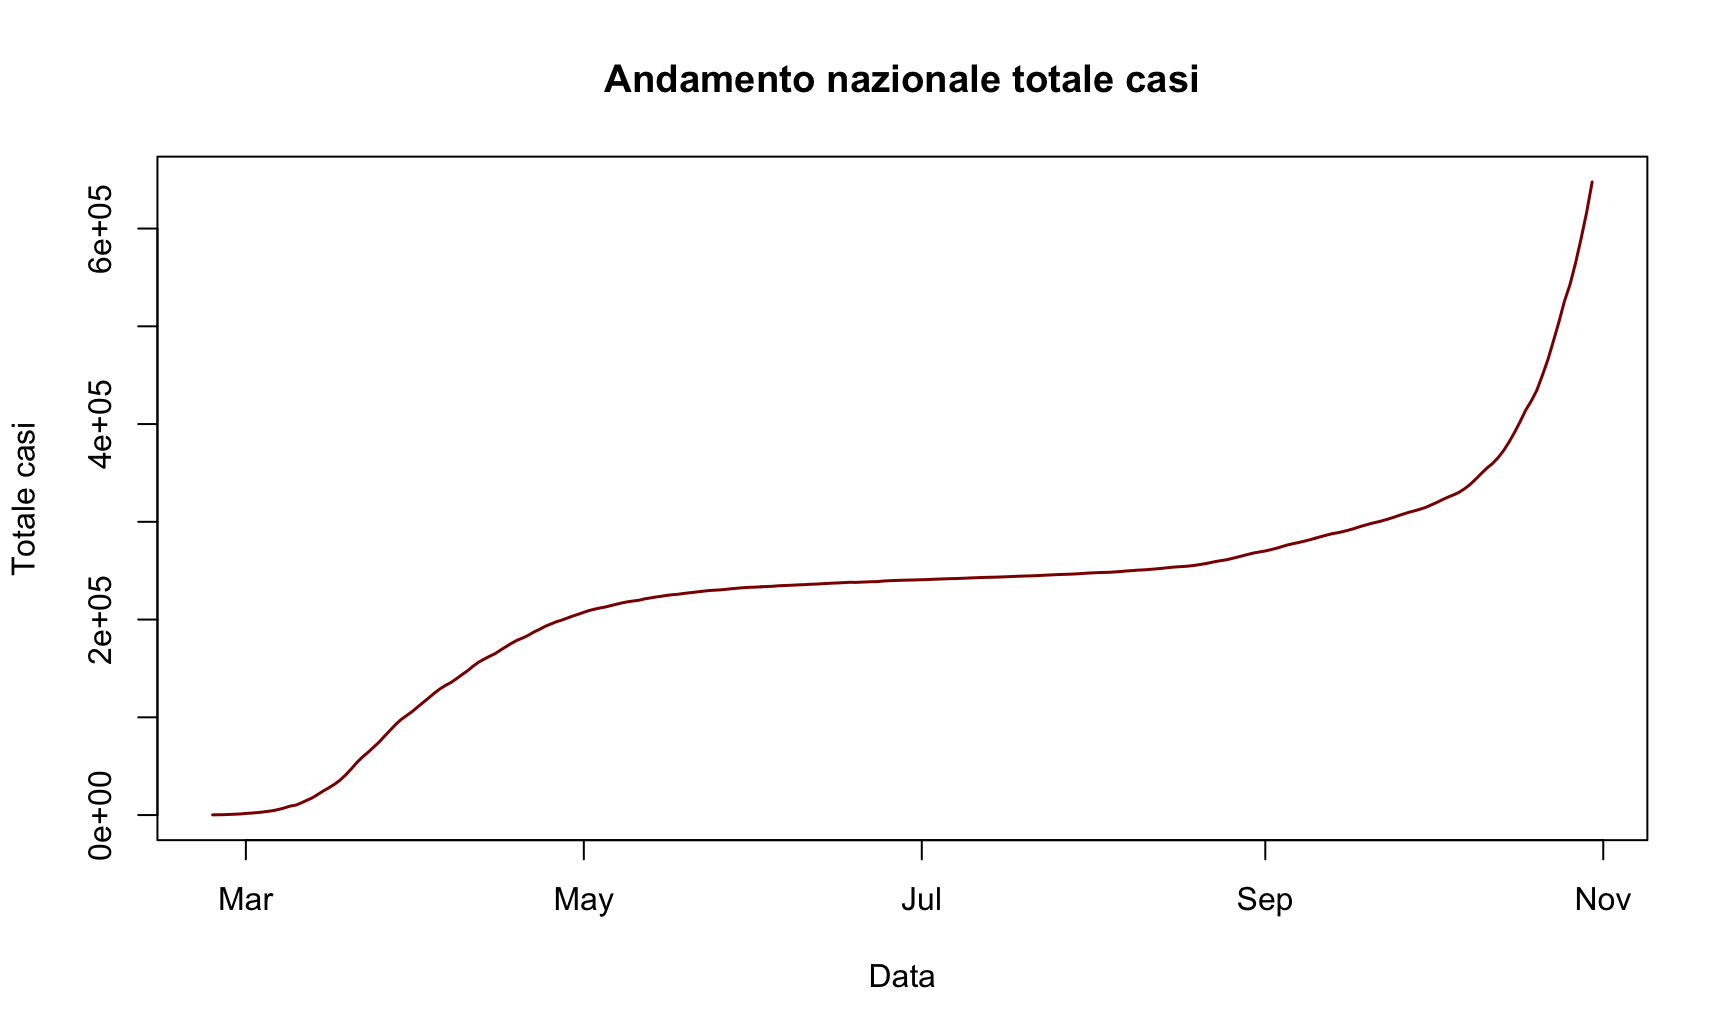 Andamento nazionale totale casi
Totale casi
6e+05
4e+05
2e+05
0e+00
Mar May Jul Sep Nov
Data